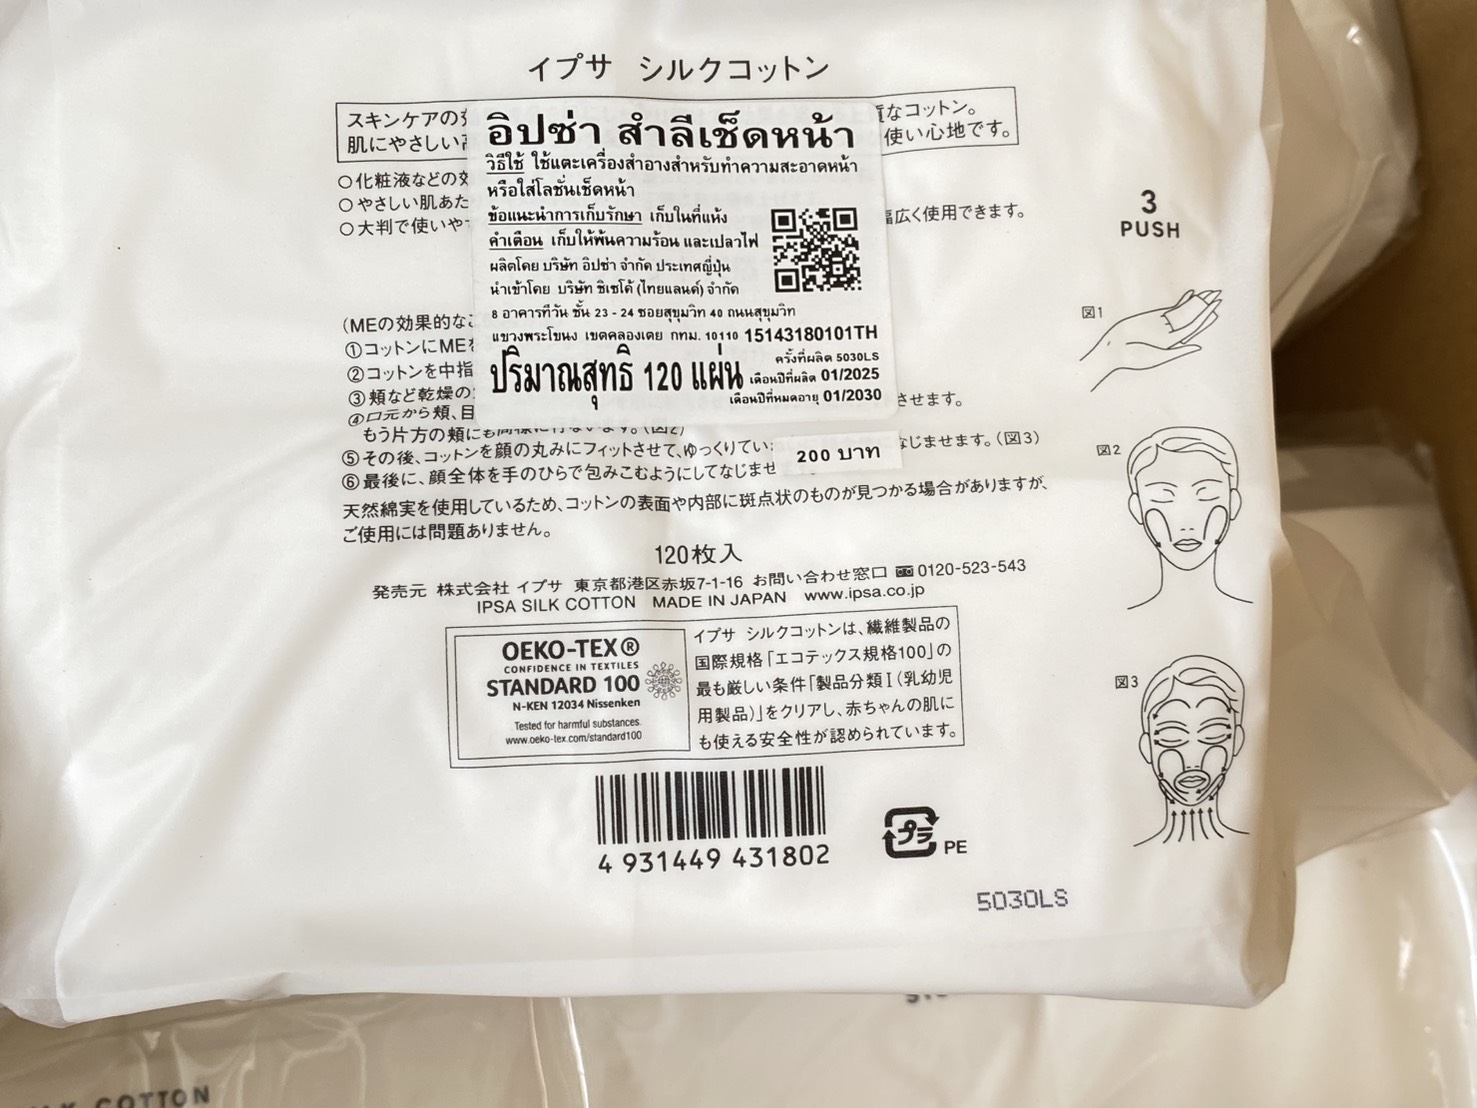 イプサ シルクコットン
スキンケアの
なコットン。
肌にやさしい
使い心地です。
○化粧液などの
○やさしい肌あた
○大判で使いや
幅広く使用できます。
อิปซ่า สำลีเช็ดหน้า
วิธีใช้ ใช้แตะเครื่องสำอางสำหรับทำความสะอาดหน้า
หรือใส่โลชั่นเช็ดหน้า
ข้อแนะนำการเก็บรักษา เก็บในที่แห้ง
คำเตือน เก็บให้พ้นความร้อน และเปลวไฟ
ผลิตโดย บริษัท อิปซ่า จำกัด ประเทศญี่ปุ่น
นำเข้าโดย บริษัท ชิเชโด้ (ไทยแลนด์) จำกัด
8 อาคารทีวัน ชั้น 23 - 24 ซอยสุขุมวิท 40 ถนนสุขุมวิท
แขวงพระโขนง เขตคลองเตย กทม. 10110 15143180101TH
ปริมาณสุทธิ 120 แผ่น
ครั้งที่ผลิต 5030LS
เดือนปีที่ผลิต 01/2025
เดือนปีที่หมดอายุ 01/2030
200 บาท
(MEの効果的な
①コットンにME
②コットンを中指
③頬など乾燥の
させます。
④口元から頬、目
もう片方の頬にも同様に行ないます。(図2)
⑤その後、コットンを顔の丸みにフィットさせて、ゆっくりてい
なじませます。(図3)
⑥最後に、顔全体を手のひらで包みこむようにしてなじませ
天然綿実を使用しているため、コットンの表面や内部に斑点状のものが見つかる場合がありますが、
ご使用には問題ありません。
120枚入
発売元 株式会社 イプサ 東京都港区赤坂7-1-16 お問い合わせ窓口 0120-523-543
IPSA SILK COTTON MADE IN JAPAN www.ipsa.co.jp
OEKO-TEX®
CONFIDENCE IN TEXTILES
STANDARD 100
N-KEN 12034 Nissenken
Tested for harmful substances.
www.oeko-tex.com/standard100
イプサ シルクコットンは、繊維製品の
国際規格「エコテックス規格100」の
最も厳しい条件「製品分類Ⅰ(乳幼児
用製品)」をクリアし、赤ちゃんの肌に
も使える安全性が認められています。
4 931449 431802
プラ
PE
5030LS
3
PUSH
図1
図2
図3
COTTON